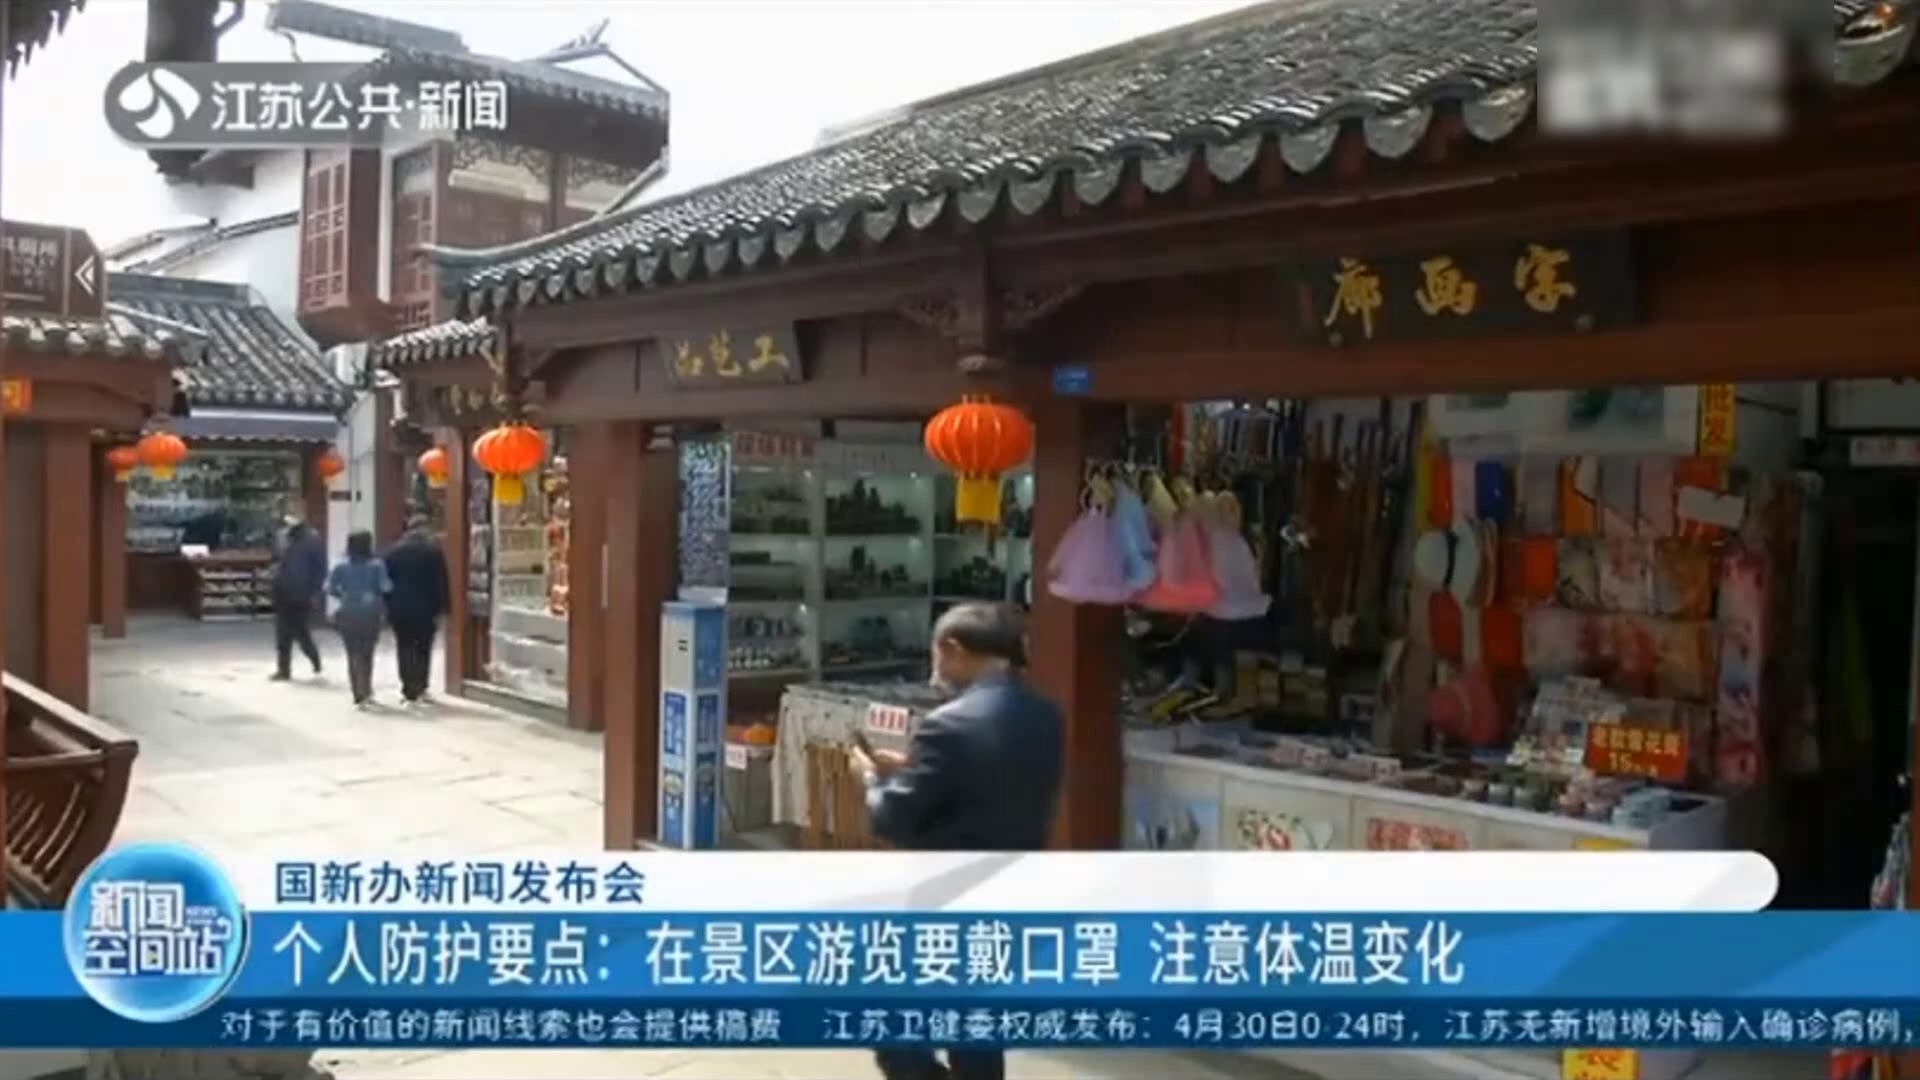 江苏公共·新闻
字画廊
工艺品
批发
国新办新闻发布会
个人防护要点：在景区游览要戴口罩 注意体温变化
新闻空间站
对于有价值的新闻线索也会提供稿费 江苏卫健委权威发布：4月30日0-24时，江苏无新增境外输入确诊病例，